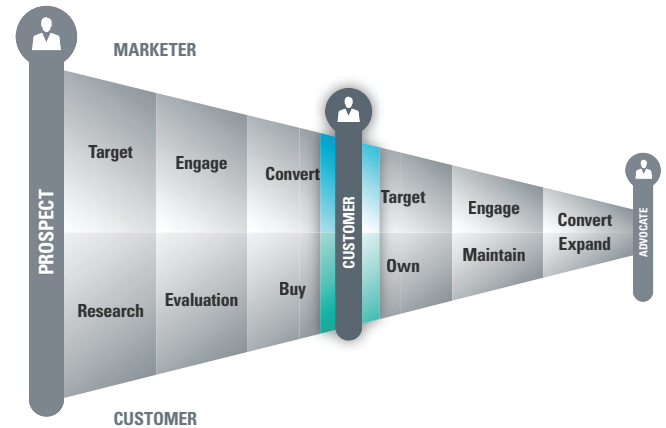 MARKETER
PROSPECT
Target
Engage
Convert
CUSTOMER
Target
Engage
Convert
ADVOCATE
Research
Evaluation
Buy
Own
Maintain
Expand
CUSTOMER